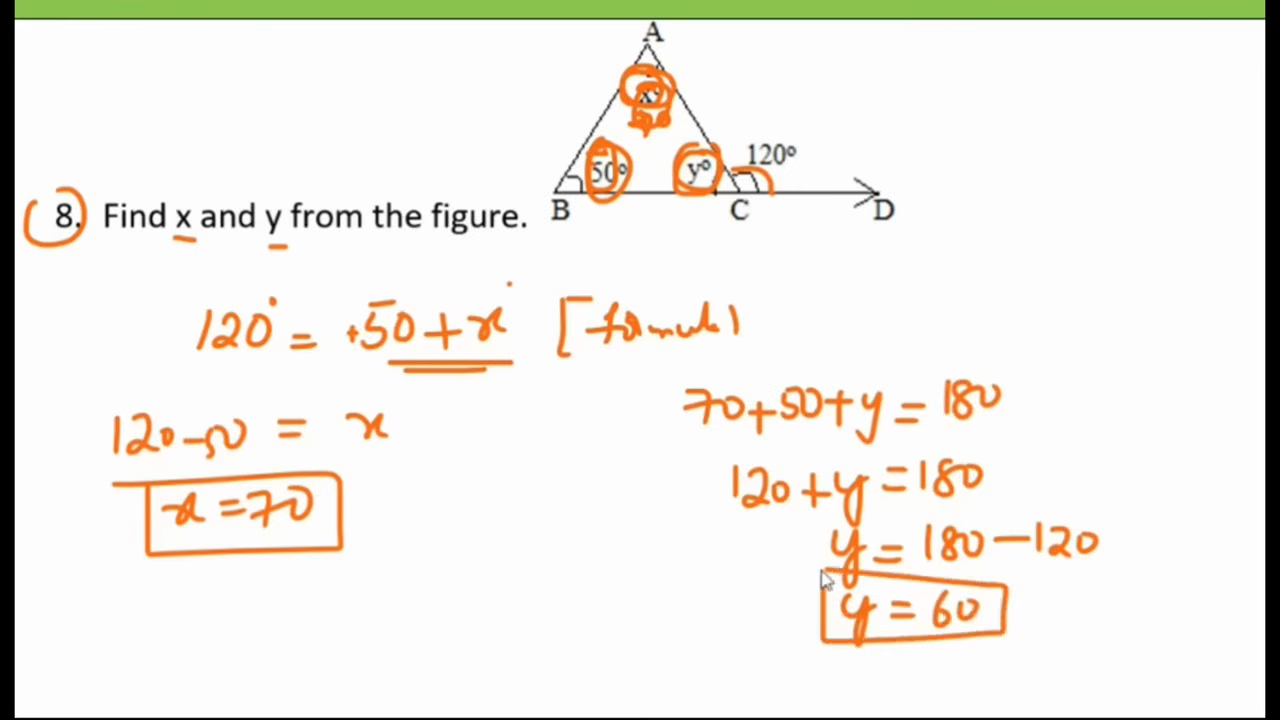 A
x°
50°
y°
120°
B
C
D
8. Find x and y from the figure.
120° = +50 + x° [formula)
120-50 = x
x = 70
70+50+y = 180
120+y = 180
y = 180-120
y = 60